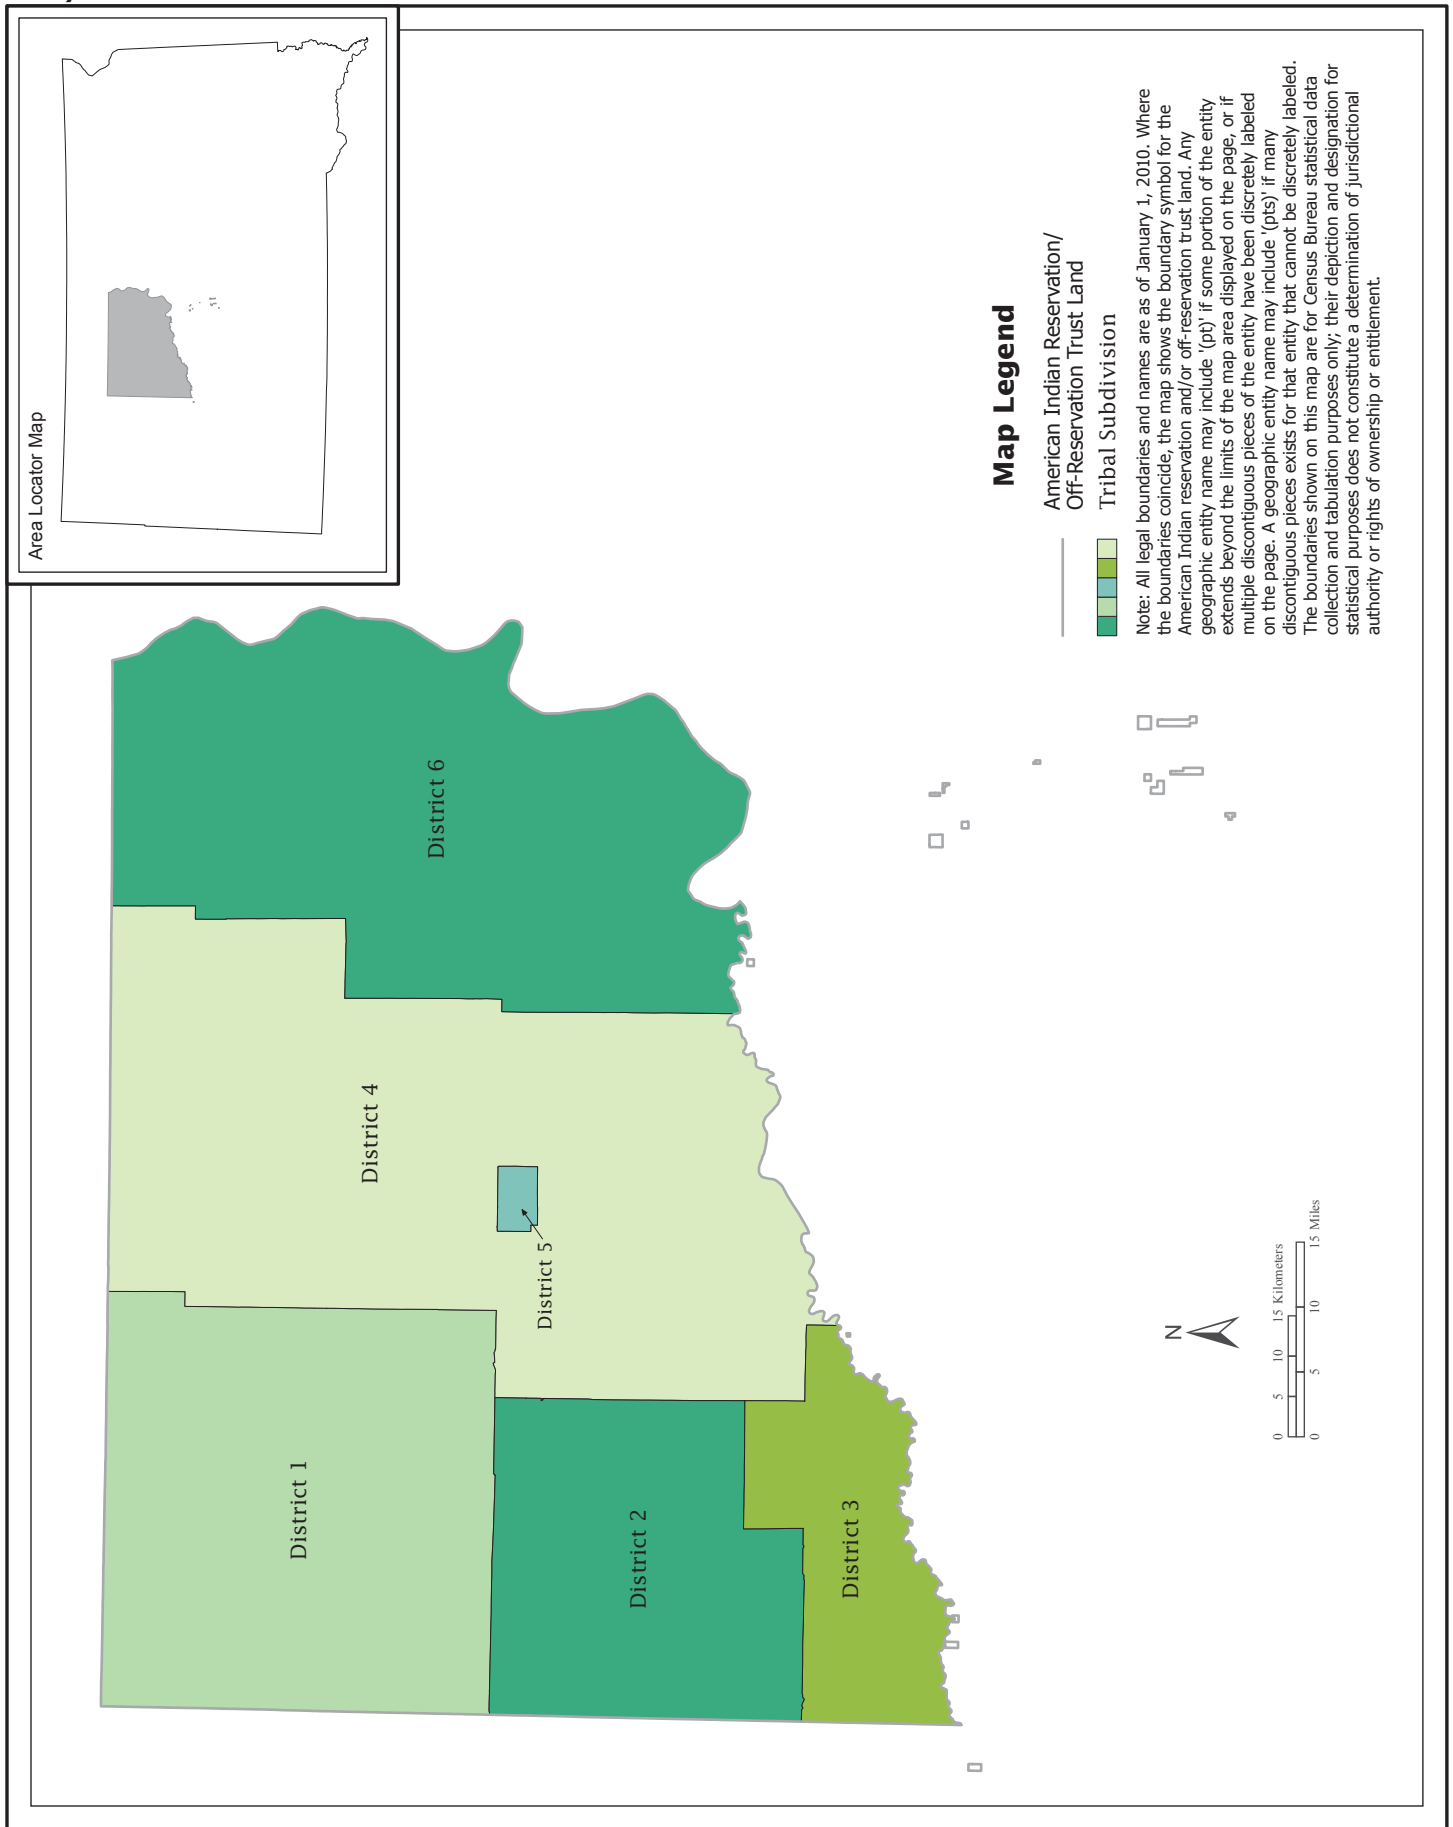 Area Locator Map
District 1
District 4
District 6
District 5
District 2
District 3
Map Legend
American Indian Reservation/
Off-Reservation Trust Land
Tribal Subdivision
Note: All legal boundaries and names are as of January 1, 2010. Where
the boundaries coincide, the map shows the boundary symbol for the
American Indian reservation and/or off-reservation trust land. Any
geographic entity name may include '(pt)' if some portion of the entity
extends beyond the limits of the map area displayed on the page, or if
multiple discontiguous pieces of the entity have been discretely labeled
on the page. A geographic entity name may include '(pts)' if many
discontiguous pieces exists for that entity that cannot be discretely labeled.
The boundaries shown on this map are for Census Bureau statistical data
collection and tabulation purposes only; their depiction and designation for
statistical purposes does not constitute a determination of jurisdictional
authority or rights of ownership or entitlement.
N
0 5 10 15 Kilometers
0 5 10 15 Miles